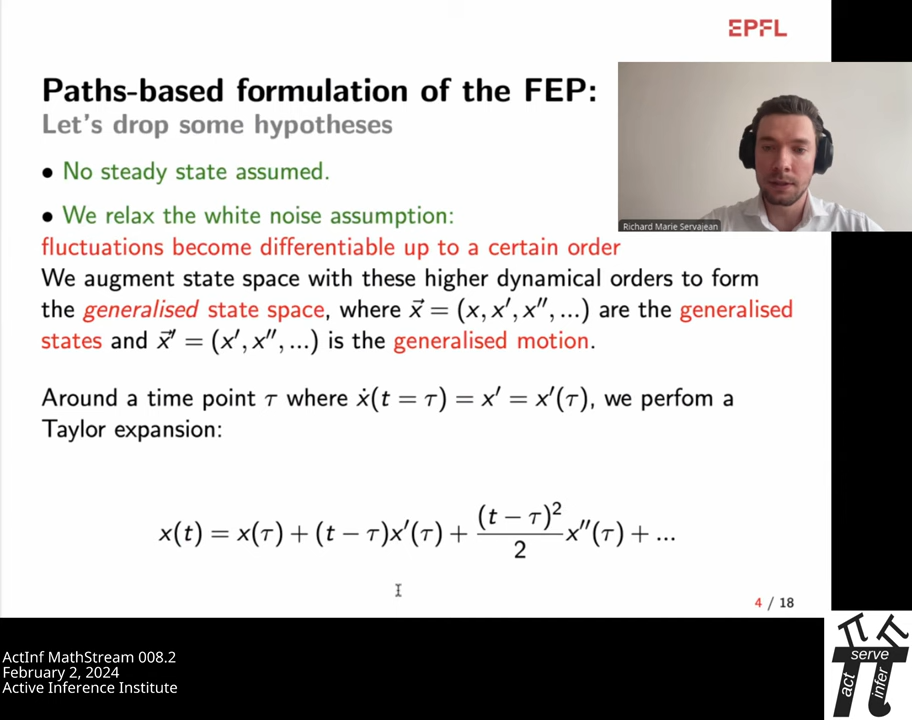 EPFL
Paths-based formulation of the FEP:
Let's drop some hypotheses
• No steady state assumed.
• We relax the white noise assumption:
fluctuations become differentiable up to a certain order
We augment state space with these higher dynamical orders to form
the generalised state space, where x⃗ = (x, x′, x″, ...) are the generalised
states and x⃗′ = (x′, x″, ...) is the generalised motion.
Around a time point τ where ẋ(t = τ) = x′ = x′(τ), we perfom a
Taylor expansion:
x(t) = x(τ) + (t − τ)x′(τ) + (t − τ)²/2 x″(τ) + ...
4 / 18
Richard Marie Servajean
ActInf MathStream 008.2
February 2, 2024
Active Inference Institute
serve
act
infer